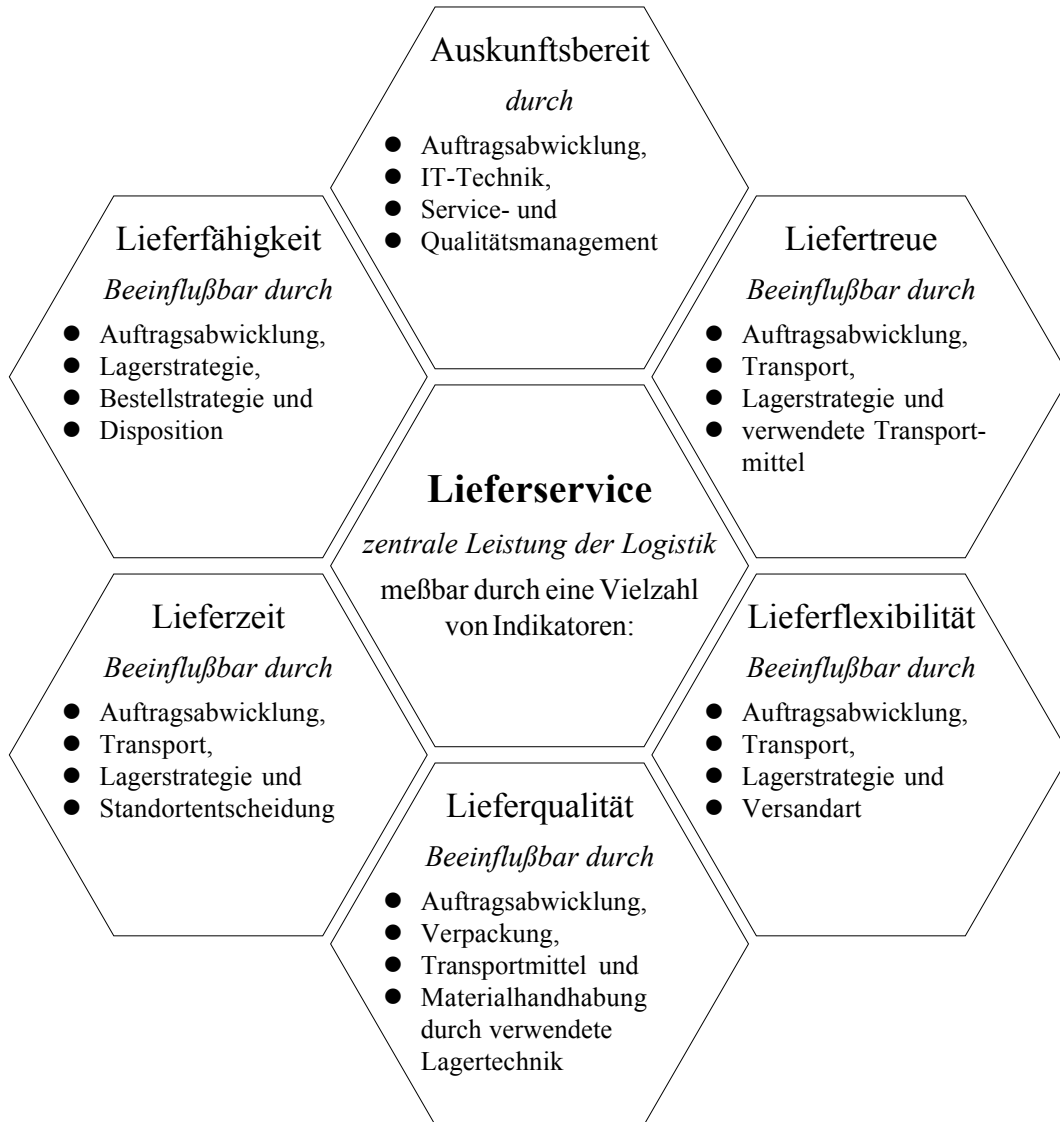 Auskunftsbereit
durch
● Auftragsabwicklung,
● IT-Technik,
● Service- und
● Qualitätsmanagement
Lieferfähigkeit
Beeinflußbar durch
● Auftragsabwicklung,
● Lagerstrategie,
● Bestellstrategie und
● Disposition
Liefertreue
Beeinflußbar durch
● Auftragsabwicklung,
● Transport,
● Lagerstrategie und
● verwendete Transport-
mittel
Lieferservice
zentrale Leistung der Logistik
meßbar durch eine Vielzahl
von Indikatoren:
Lieferzeit
Beeinflußbar durch
● Auftragsabwicklung,
● Transport,
● Lagerstrategie und
● Standortentscheidung
Lieferflexibilität
Beeinflußbar durch
● Auftragsabwicklung,
● Transport,
● Lagerstrategie und
● Versandart
Lieferqualität
Beeinflußbar durch
● Auftragsabwicklung,
● Verpackung,
● Transportmittel und
● Materialhandhabung
durch verwendete
Lagertechnik